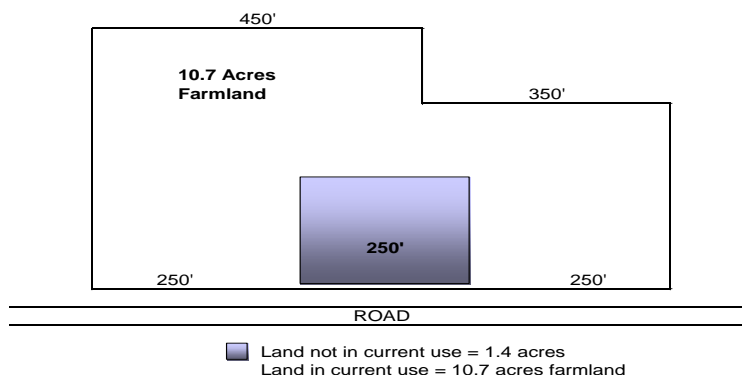 450'
10.7 Acres
Farmland
350'
250'
250'
250'
ROAD
Land not in current use = 1.4 acres
Land in current use = 10.7 acres farmland